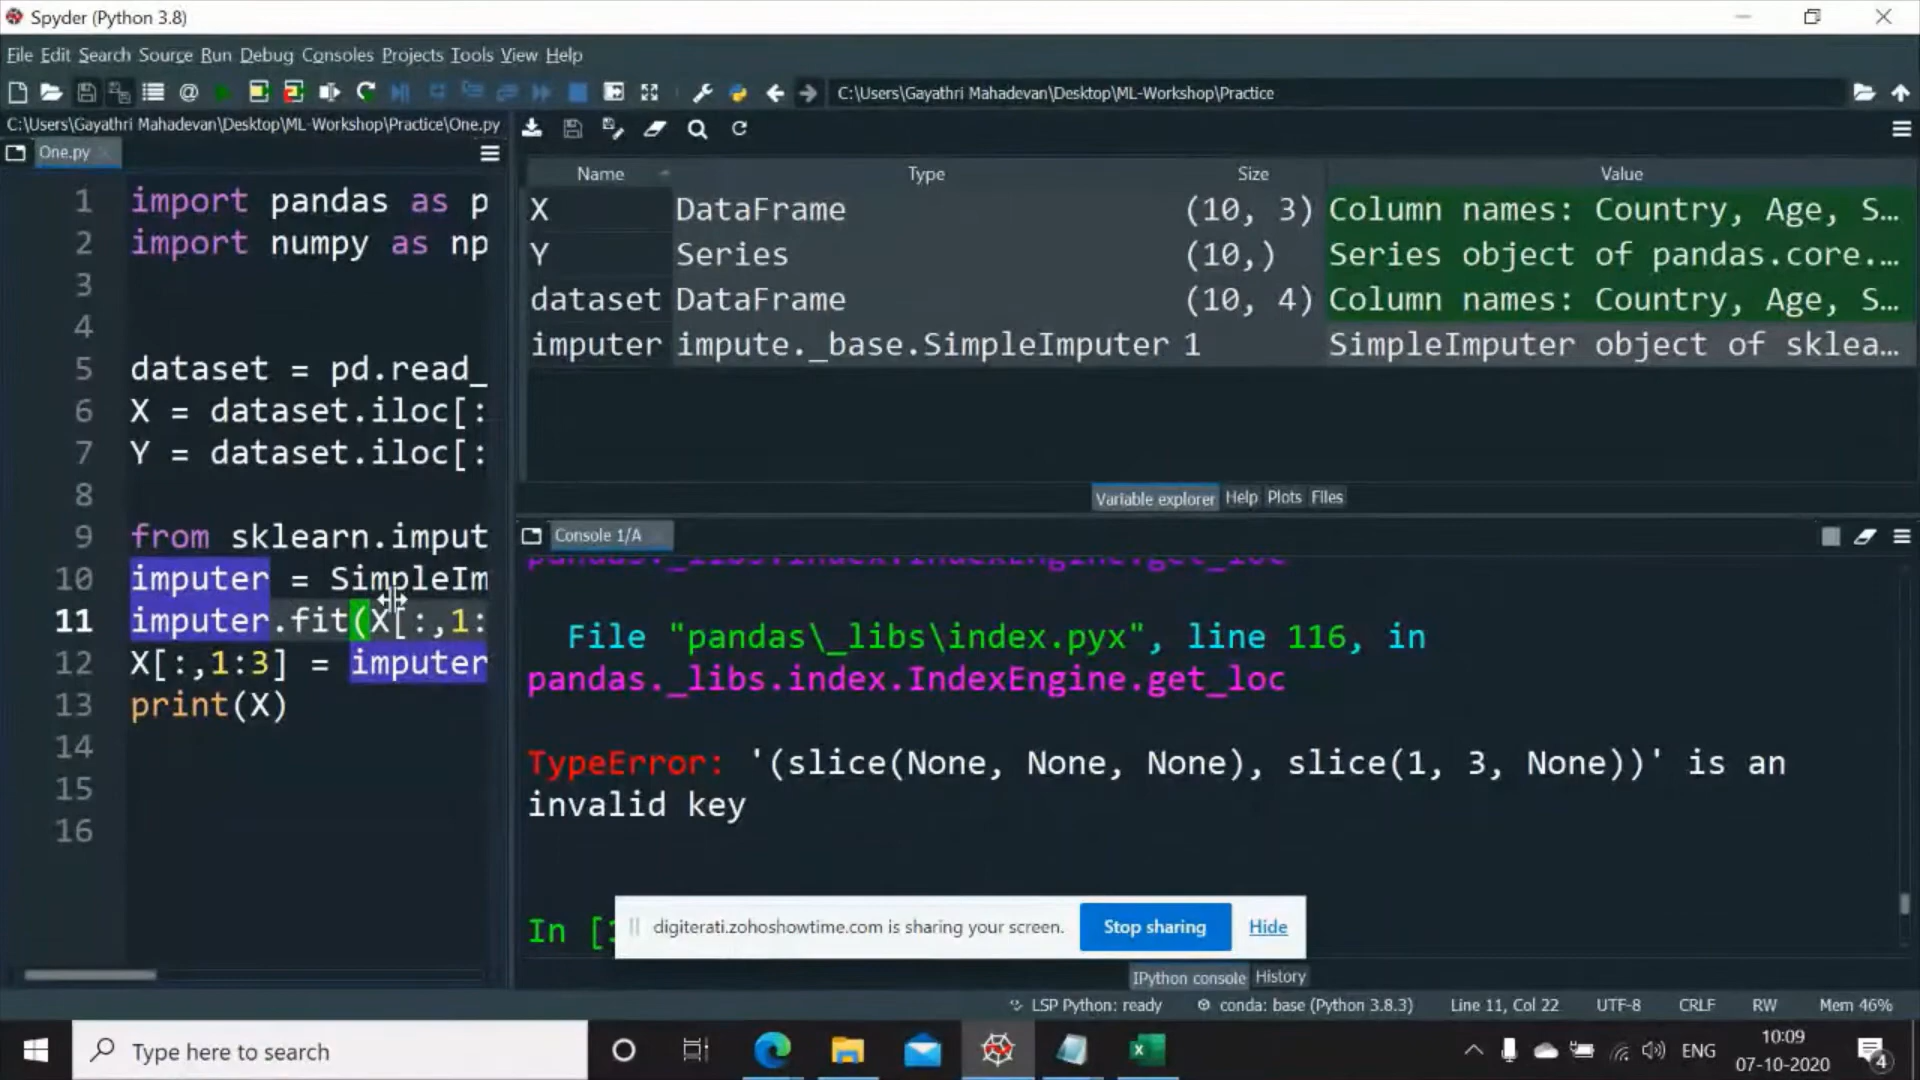 Spyder (Python 3.8)
File Edit Search Source Run Debug Consoles Projects Tools View Help
C:\Users\Gayathri Mahadevan\Desktop\ML-Workshop\Practice
C:\Users\Gayathri Mahadevan\Desktop\ML-Workshop\Practice\One.py
One.py
1 import pandas as p
2 import numpy as np
3
4
5 dataset = pd.read_
6 X = dataset.iloc[:
7 Y = dataset.iloc[:
8
9 from sklearn.imput
10 imputer = SimpleIm
11 imputer.fit(X[:,1:
12 X[:,1:3] = imputer
13 print(X)
14
15
16
Name Type Size Value
X DataFrame (10, 3) Column names: Country, Age, S...
Y Series (10,) Series object of pandas.core....
dataset DataFrame (10, 4) Column names: Country, Age, S...
imputer impute._base.SimpleImputer 1 SimpleImputer object of sklea...
Variable explorer Help Plots Files
Console 1/A
pandas._libs.index.IndexEngine.get_loc
File "pandas\_libs\index.pyx", line 116, in
pandas._libs.index.IndexEngine.get_loc
TypeError: '(slice(None, None, None), slice(1, 3, None))' is an
invalid key
In [
digiterati.zohoshowtime.com is sharing your screen. Stop sharing Hide
IPython console History
LSP Python: ready conda: base (Python 3.8.3) Line 11, Col 22 UTF-8 CRLF RW Mem 46%
Type here to search
ENG
10:09
07-10-2020
4